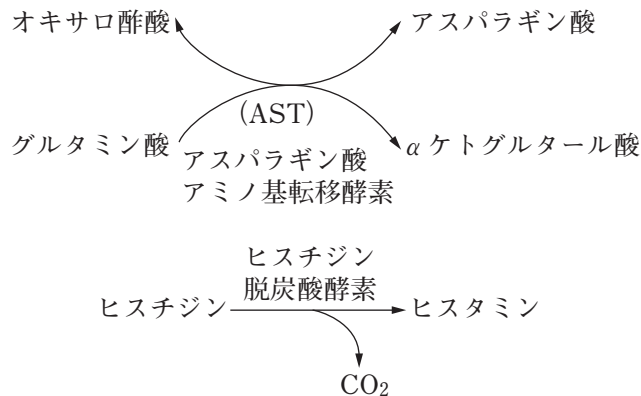 オキサロ酢酸 アスパラギン酸
(AST)
グルタミン酸 αケトグルタール酸
アスパラギン酸
アミノ基転移酵素
ヒスチジン
脱炭酸酵素
ヒスチジン ヒスタミン
CO₂